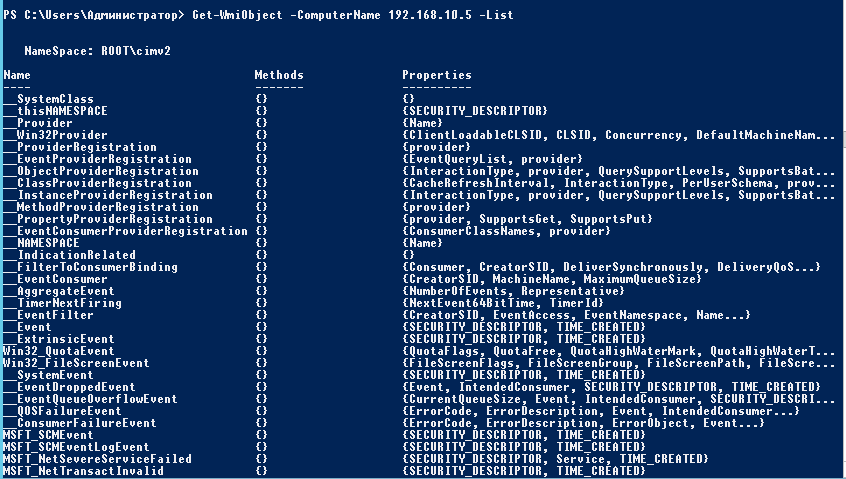 PS C:\Users\Администратор> Get-WmiObject -ComputerName 192.168.10.5 -List
NameSpace: ROOT\cimv2
Name Methods Properties
---- ------- ----------
__SystemClass {} {}
__thisNAMESPACE {} {SECURITY_DESCRIPTOR}
__Provider {} {Name}
__Win32Provider {} {ClientLoadableCLSID, CLSID, Concurrency, DefaultMachineNam...
__ProviderRegistration {} {provider}
__EventProviderRegistration {} {EventQueryList, provider}
__ObjectProviderRegistration {} {InteractionType, provider, QuerySupportLevels, SupportsBat...
__ClassProviderRegistration {} {CacheRefreshInterval, InteractionType, PerUserSchema, prov...
__InstanceProviderRegistration {} {InteractionType, provider, QuerySupportLevels, SupportsBat...
__MethodProviderRegistration {} {provider}
__PropertyProviderRegistration {} {provider, SupportsGet, SupportsPut}
__EventConsumerProviderRegistration {} {ConsumerClassNames, provider}
__NAMESPACE {} {Name}
__IndicationRelated {} {}
__FilterToConsumerBinding {} {Consumer, CreatorSID, DeliverSynchronously, DeliveryQoS...}
__EventConsumer {} {CreatorSID, MachineName, MaximumQueueSize}
__AggregateEvent {} {NumberOfEvents, Representative}
__TimerNextFiring {} {NextEvent64BitTime, TimerId}
__EventFilter {} {CreatorSID, EventAccess, EventNamespace, Name...}
__Event {} {SECURITY_DESCRIPTOR, TIME_CREATED}
__ExtrinsicEvent {} {SECURITY_DESCRIPTOR, TIME_CREATED}
Win32_QuotaEvent {} {QuotaFlags, QuotaFree, QuotaHighWaterMark, QuotaHighWaterT...
Win32_FileScreenEvent {} {FileScreenFlags, FileScreenGroup, FileScreenPath, FileScre...
__SystemEvent {} {SECURITY_DESCRIPTOR, TIME_CREATED}
__EventDroppedEvent {} {Event, IntendedConsumer, SECURITY_DESCRIPTOR, TIME_CREATED}
__EventQueueOverflowEvent {} {CurrentQueueSize, Event, IntendedConsumer, SECURITY_DESCRI...
__QOSFailureEvent {} {ErrorCode, ErrorDescription, Event, IntendedConsumer...}
__ConsumerFailureEvent {} {ErrorCode, ErrorDescription, ErrorObject, Event...}
MSFT_SCMEvent {} {SECURITY_DESCRIPTOR, TIME_CREATED}
MSFT_SCMEventLogEvent {} {SECURITY_DESCRIPTOR, TIME_CREATED}
MSFT_NetSevereServiceFailed {} {SECURITY_DESCRIPTOR, Service, TIME_CREATED}
MSFT_NetTransactInvalid {} {SECURITY_DESCRIPTOR, TIME_CREATED}